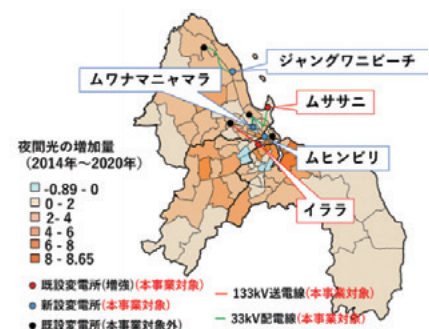 ジャングワニビーチ
ムワナマニャマラ
ムササニ
夜間光の増加量
(2014年～2020年)
ムヒンビリ
-0.89 - 0
0 - 2
イララ
2- 4
4 - 6
6 - 8
8 - 8.65
既設変電所(増強)(本事業対象)
133kV送電線(本事業対象)
新設変電所(本事業対象)
33kV配電線(本事業対象)
既設変電所(本事業対象外)